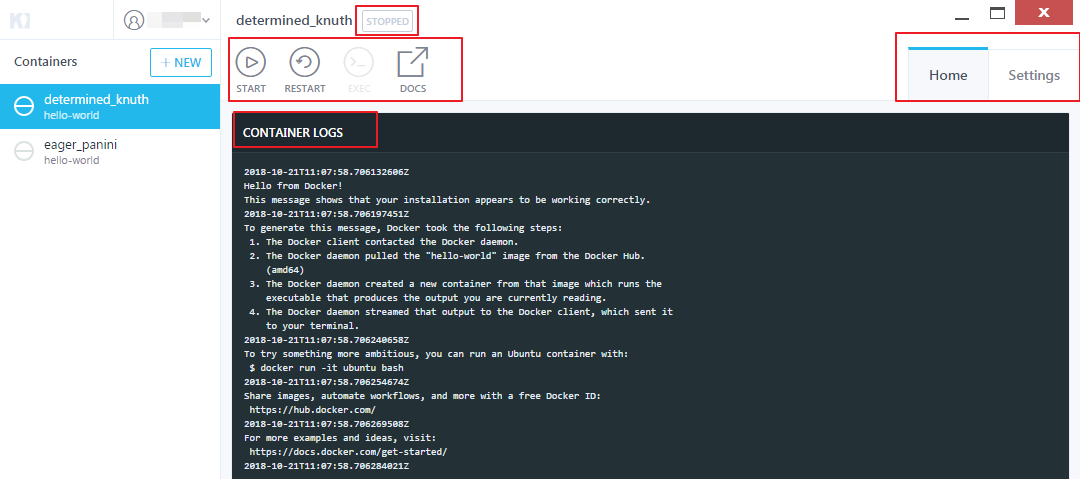 determined_knuth STOPPED
Containers
+ NEW
START RESTART EXEC DOCS
Home Settings
determined_knuth
hello-world
eager_panini
hello-world
CONTAINER LOGS
2018-10-21T11:07:58.706132606Z
Hello from Docker!
This message shows that your installation appears to be working correctly.
2018-10-21T11:07:58.706197451Z
To generate this message, Docker took the following steps:
1. The Docker client contacted the Docker daemon.
2. The Docker daemon pulled the "hello-world" image from the Docker Hub.
(amd64)
3. The Docker daemon created a new container from that image which runs the
executable that produces the output you are currently reading.
4. The Docker daemon streamed that output to the Docker client, which sent it
to your terminal.
2018-10-21T11:07:58.706240658Z
To try something more ambitious, you can run an Ubuntu container with:
$ docker run -it ubuntu bash
2018-10-21T11:07:58.706254674Z
Share images, automate workflows, and more with a free Docker ID:
https://hub.docker.com/
2018-10-21T11:07:58.706269508Z
For more examples and ideas, visit:
https://docs.docker.com/get-started/
2018-10-21T11:07:58.706284021Z